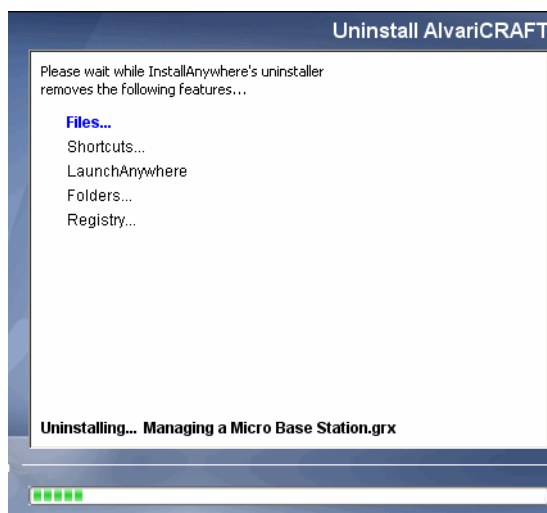 Uninstall AlvariCRAFT
Please wait while InstallAnywhere's uninstaller
removes the following features...
Files...
Shortcuts...
LaunchAnywhere
Folders...
Registry...
Uninstalling... Managing a Micro Base Station.grx